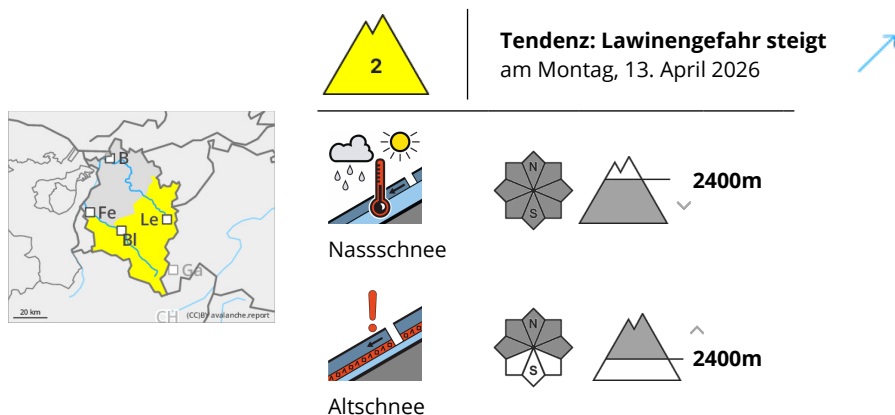 2
Tendenz: Lawinengefahr steigt
am Montag, 13. April 2026
B
Fe
Le
Bl
Ga
CH
20 km
(CC)BY avalanche.report
N
S
2400m
Nassschnee
N
S
2400m
Altschnee